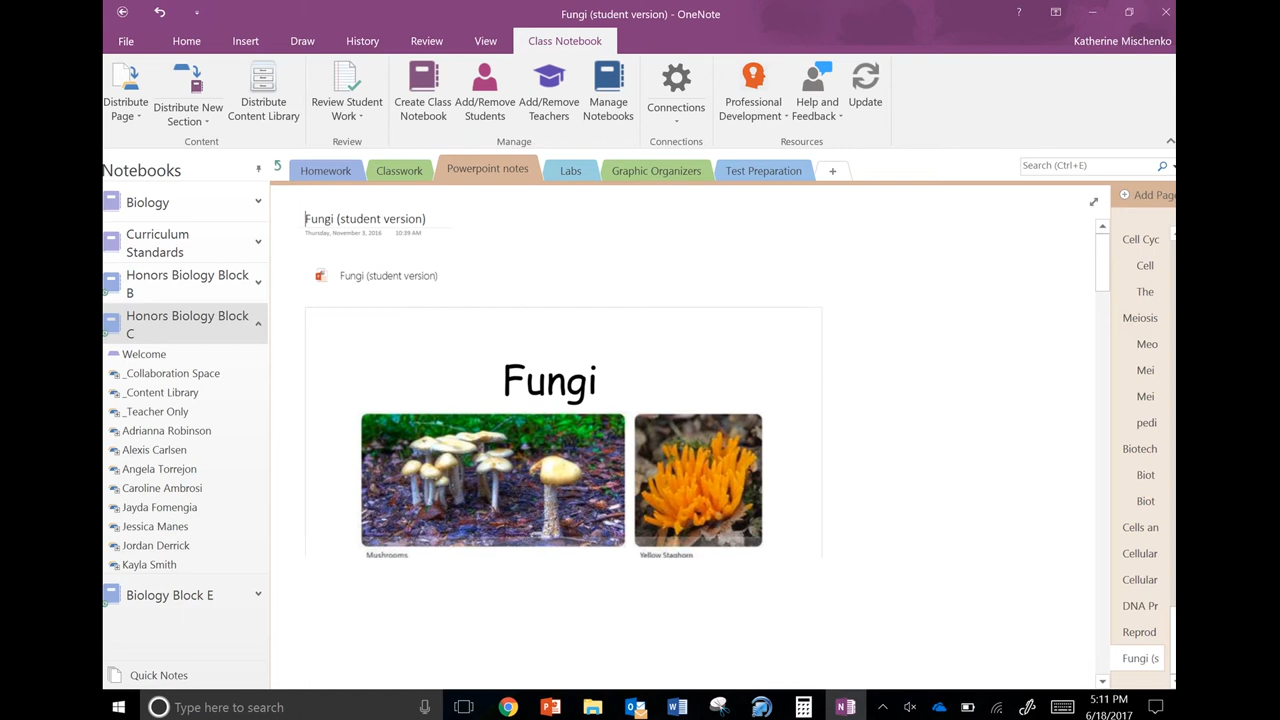 Fungi (student version) - OneNote
?
File Home Insert Draw History Review View Class Notebook
Katherine Mischenko
Distribute Page
Distribute New Section
Distribute Content Library
Review Student Work
Create Class Notebook
Add/Remove Students
Add/Remove Teachers
Manage Notebooks
Connections
Professional Development
Help and Feedback
Update
Content Review Manage Connections Resources
Notebooks
Homework Classwork Powerpoint notes Labs Graphic Organizers Test Preparation +
Search (Ctrl+E)
Biology
Curriculum
Standards
Honors Biology Block
B
Honors Biology Block
C
Welcome
_Collaboration Space
_Content Library
_Teacher Only
Adrianna Robinson
Alexis Carlsen
Angela Torrejon
Caroline Ambrosi
Jayda Fomengia
Jessica Manes
Jordan Derrick
Kayla Smith
Biology Block E
Quick Notes
Fungi (student version)
Thursday, November 3, 2016 10:39 AM
Fungi (student version)
Fungi
Mushrooms Yellow Staghorn
Add Page
Cell Cyc
Cell
The
Meiosis
Meo
Mei
Mei
pedi
Biotech
Biot
Biot
Cells an
Cellular
Cellular
DNA Pr
Reprod
Fungi (s
Type here to search
5:11 PM
6/18/2017